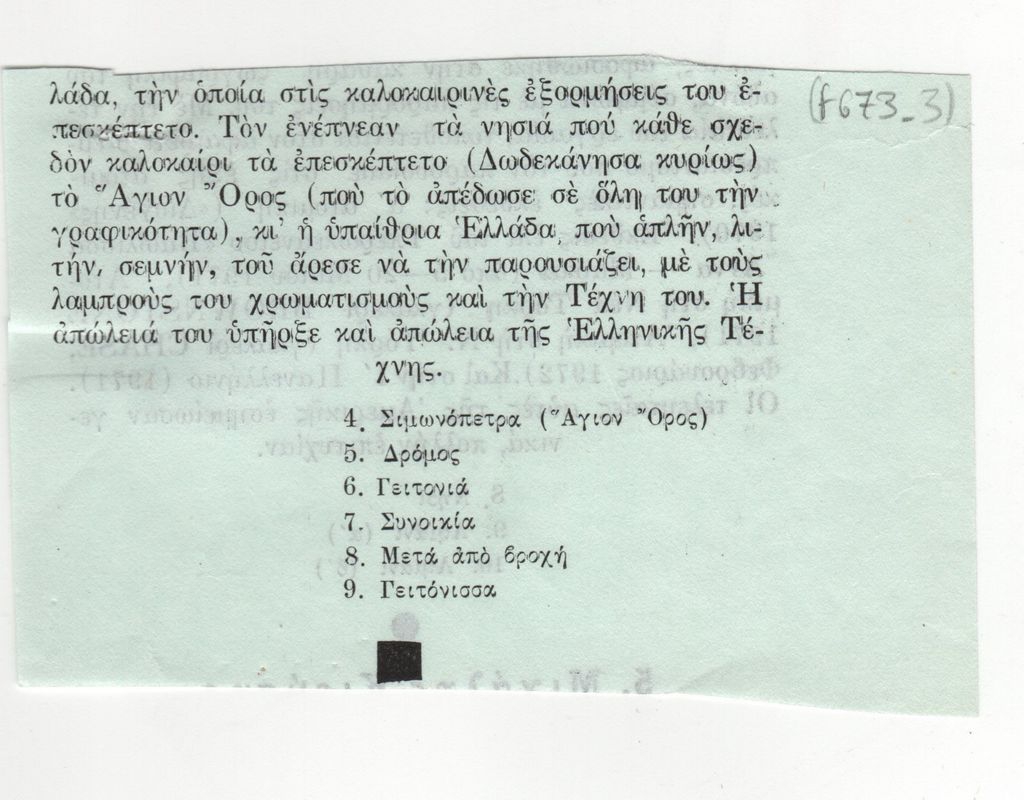 λάδα, τὴν ὁποία στὶς καλοκαιρινὲς ἐξορμήσεις του ἐ-
πεσκέπτετο. Τὸν ἐνέπνεαν τὰ νησιά ποὺ κάθε σχε-
δὸν καλοκαίρι τὰ ἐπεσκέπτετο (Δωδεκάνησα κυρίως)
τὸ Ἅγιον Ὄρος (ποὺ τὸ ἀπέδωσε σὲ ὅλη του τὴν
γραφικότητα), κι' ἡ ὑπαίθρια Ἑλλάδα ποὺ ἁπλῆν, λι-
τήν, σεμνήν, τοῦ ἄρεσε νὰ τὴν παρουσιάζει, μὲ τοὺς
λαμπροὺς του χρωματισμοὺς καὶ τὴν Τέχνη του. Ἡ
ἀπώλειά του ὑπῆρξε καὶ ἀπώλεια τῆς Ἑλληνικῆς Τέ-
χνης.
4. Σιμωνόπετρα (Ἅγιον Ὄρος)
5. Δρόμος
6. Γειτονιά
7. Συνοικία
8. Μετά ἀπὸ βροχή
9. Γειτόνισσα
(f673_3)